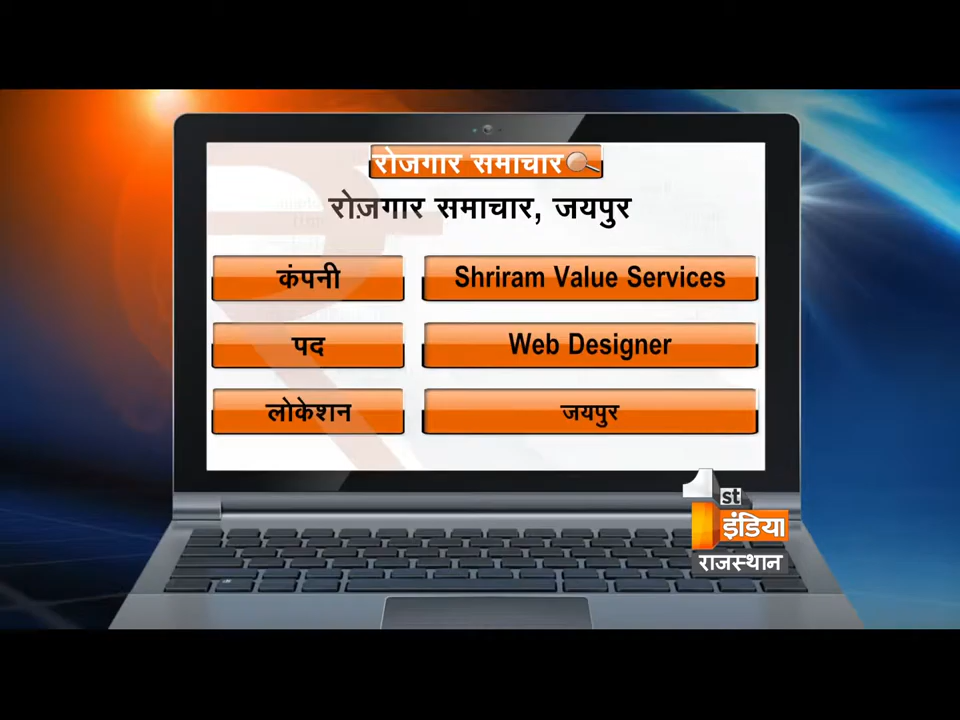 रोजगार समाचार
रोज़गार समाचार, जयपुर
कंपनी Shriram Value Services
पद Web Designer
लोकेशन जयपुर
1st
इंडिया
राजस्थान